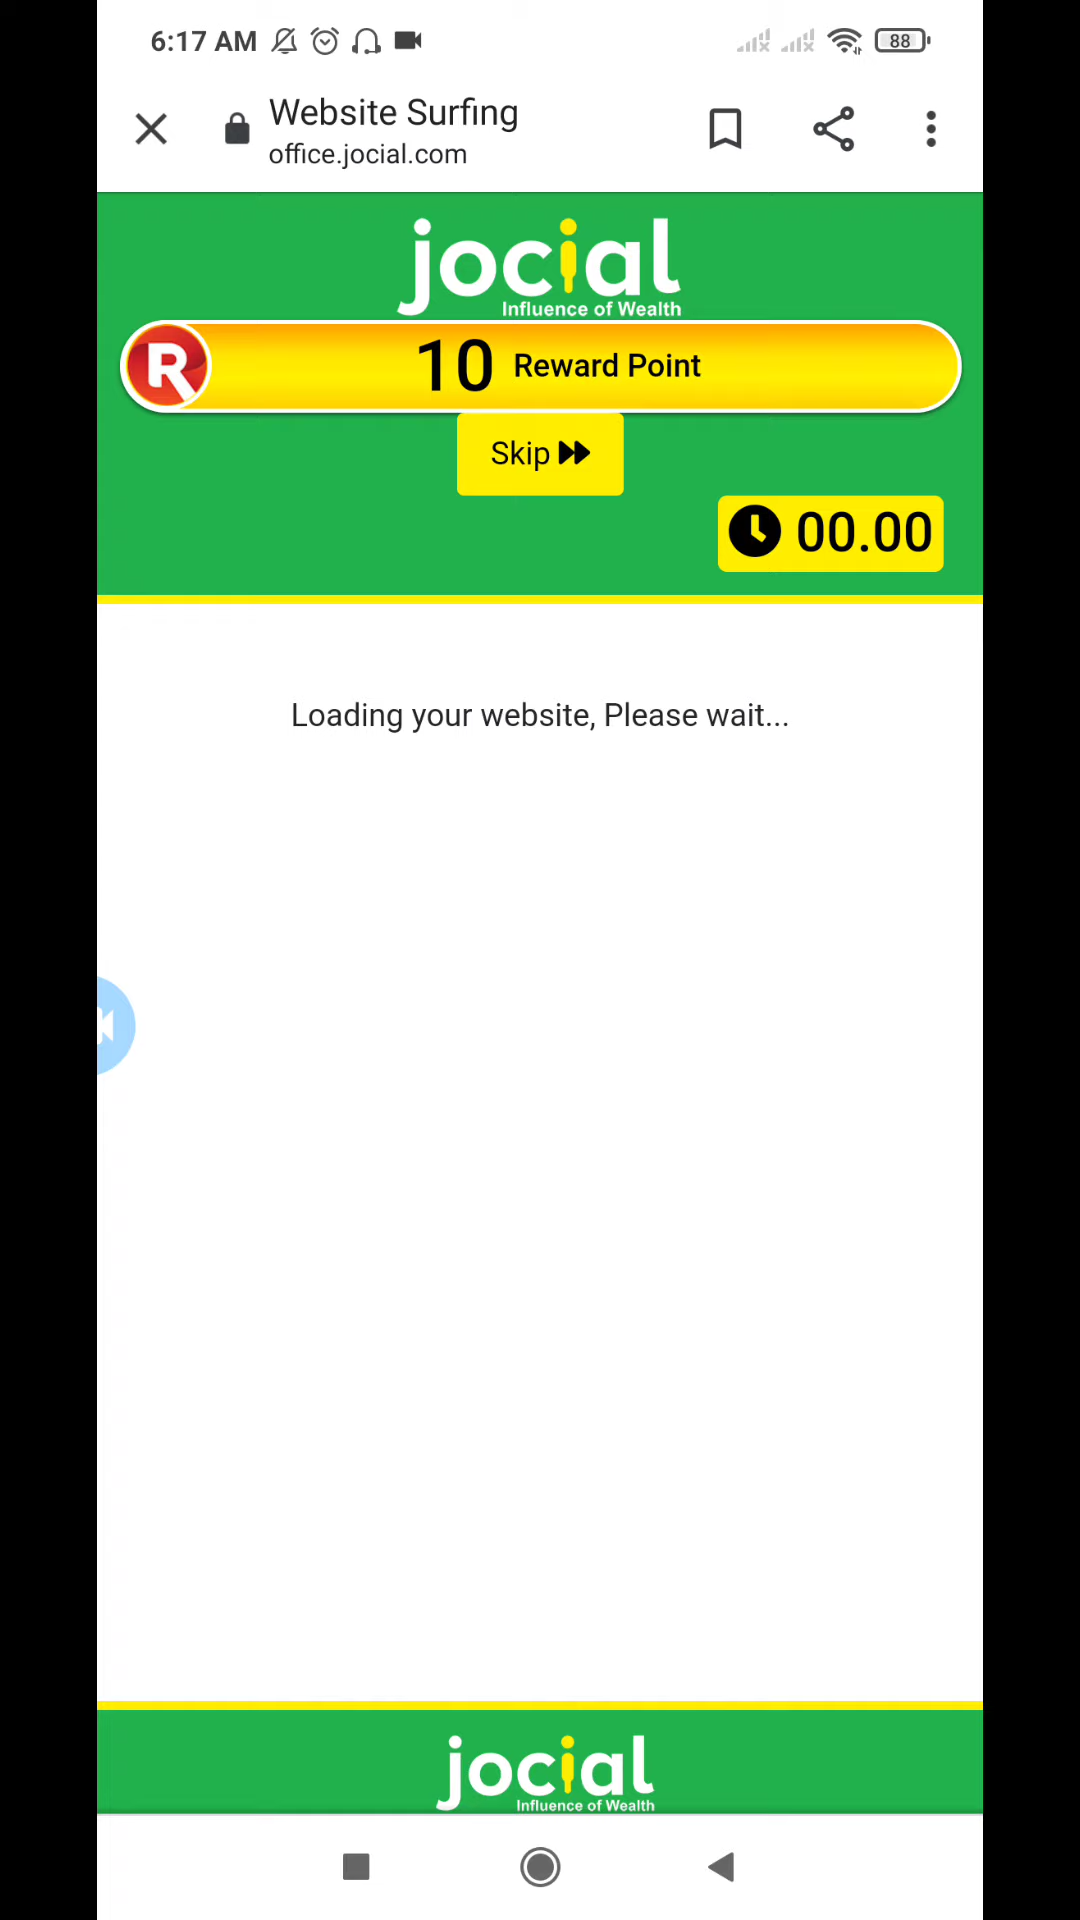 6:17 AM
88
Website Surfing
office.jocial.com
jocial
Influence of Wealth
R
10 Reward Point
Skip
00.00
Loading your website, Please wait...
jocial
Influence of Wealth